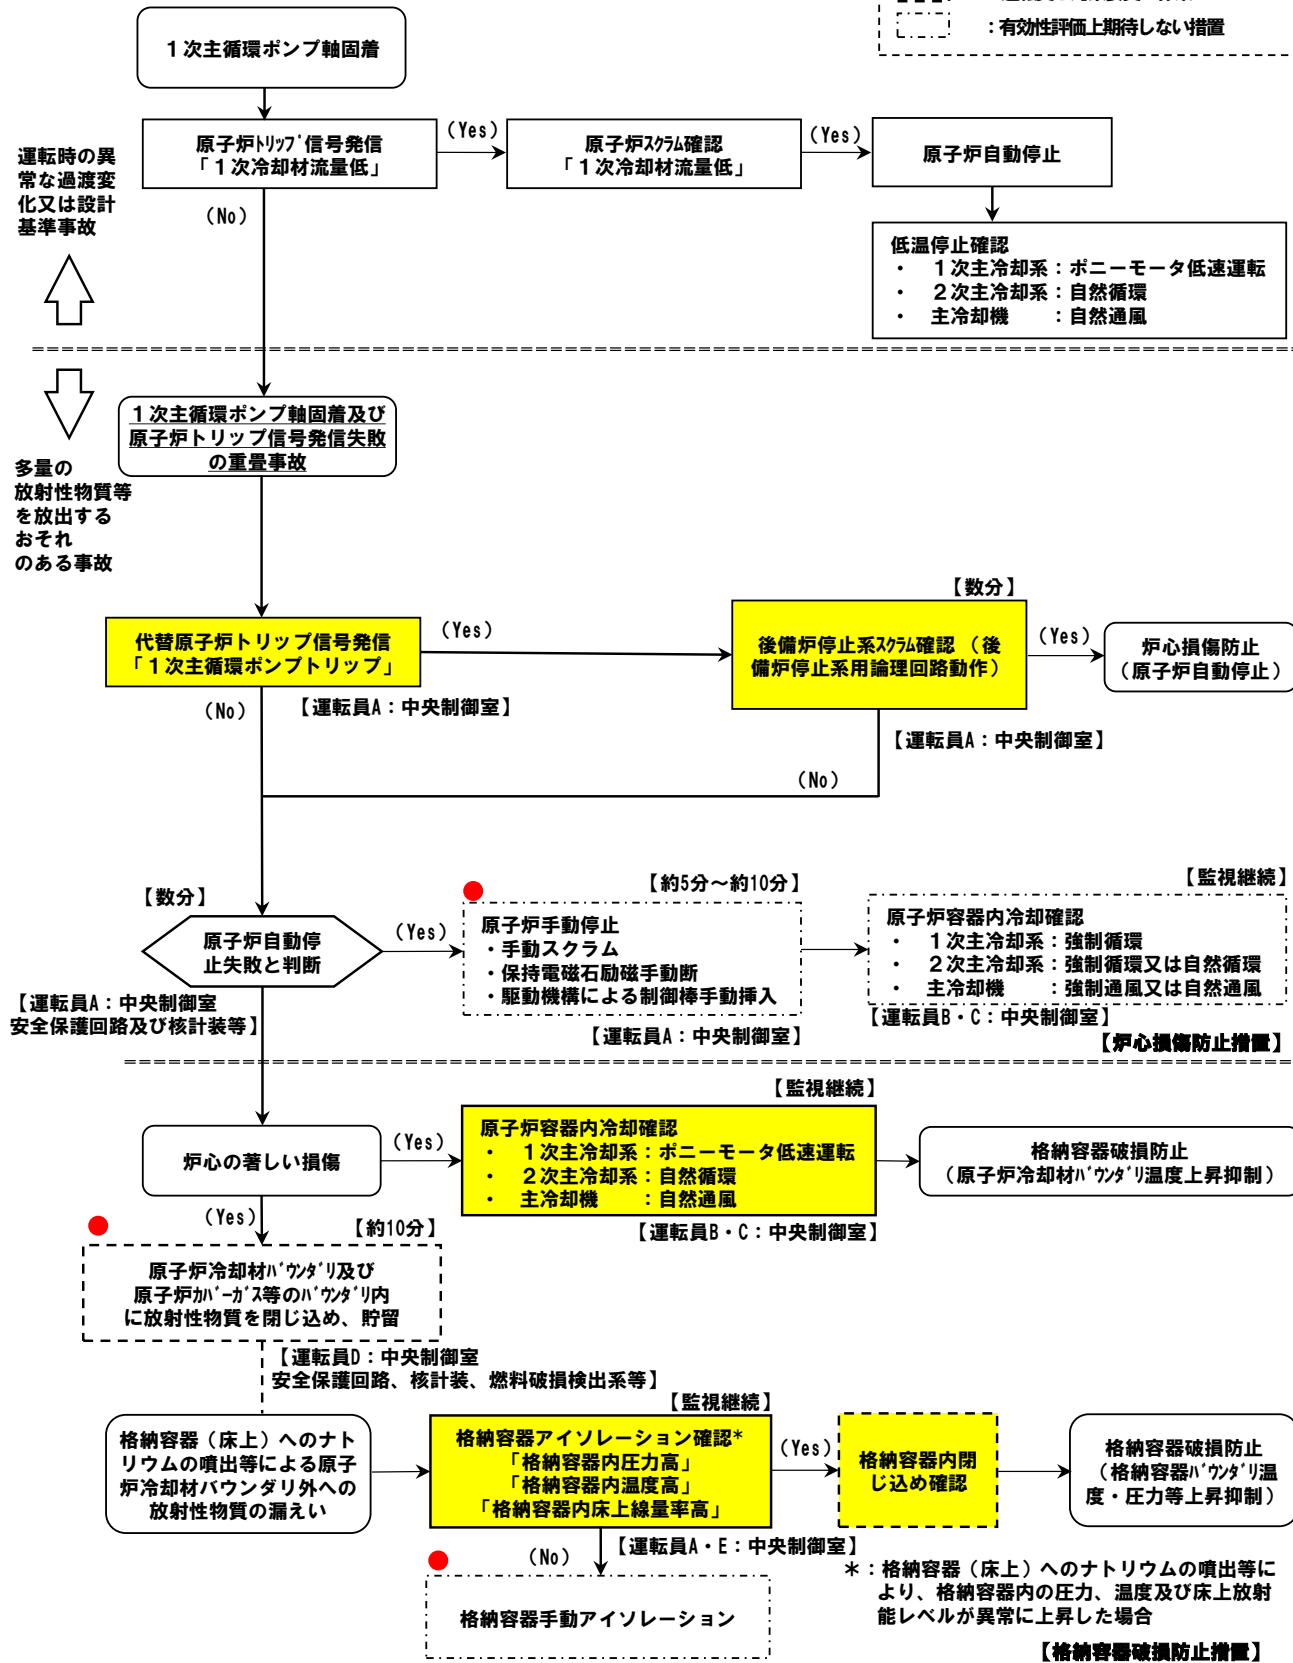 ：有効性評価上期待しない措置
１次主循環ポンプ軸固着
原子炉ﾄﾘｯﾌﾟ信号発信
「１次冷却材流量低」
（Yes）
原子炉ｽｸﾗﾑ確認
「１次冷却材流量低」
（Yes）
原子炉自動停止
運転時の異
常な過渡変
化又は設計
基準事故
（No）
低温停止確認
・　１次主冷却系：ポニーモータ低速運転
・　２次主冷却系：自然循環
・　主冷却機　　：自然通風
１次主循環ポンプ軸固着及び
原子炉トリップ信号発信失敗
の重畳事故
多量の
放射性物質等
を放出する
おそれ
のある事故
【数分】
代替原子炉トリップ信号発信
「１次主循環ポンプトリップ」
（Yes）
後備炉停止系ｽｸﾗﾑ確認（後
備炉停止系用論理回路動作）
（Yes）
炉心損傷防止
（原子炉自動停止）
（No）
【運転員A：中央制御室】
【運転員A：中央制御室】
（No）
【数分】
原子炉自動停
止失敗と判断
（Yes）
【約5分～約10分】
原子炉手動停止
・手動スクラム
・保持電磁石励磁手動断
・駆動機構による制御棒手動挿入
【運転員A：中央制御室】
【監視継続】
原子炉容器内冷却確認
・　１次主冷却系：強制循環
・　２次主冷却系：強制循環又は自然循環
・　主冷却機　　：強制通風又は自然通風
【運転員B・C：中央制御室】
【炉心損傷防止措置】
【運転員A：中央制御室
安全保護回路及び核計装等】
【監視継続】
炉心の著しい損傷
（Yes）
原子炉容器内冷却確認
・　１次主冷却系：ポニーモータ低速運転
・　２次主冷却系：自然循環
・　主冷却機　　：自然通風
【運転員B・C：中央制御室】
格納容器破損防止
（原子炉冷却材ﾊﾞｳﾝﾀﾞﾘ温度上昇抑制）
（Yes）
【約10分】
原子炉冷却材ﾊﾞｳﾝﾀﾞﾘ及び
原子炉ｶﾊﾞｰｶﾞｽ等のﾊﾞｳﾝﾀﾞﾘ内
に放射性物質を閉じ込め、貯留
【運転員D：中央制御室
安全保護回路、核計装、燃料破損検出系等】
【監視継続】
格納容器（床上）へのナト
リウムの噴出等による原子
炉冷却材バウンダリ外への
放射性物質の漏えい
格納容器アイソレーション確認*
「格納容器内圧力高」
「格納容器内温度高」
「格納容器内床上線量率高」
（Yes）
格納容器内閉
じ込め確認
格納容器破損防止
（格納容器ﾊﾞｳﾝﾀﾞﾘ温
度・圧力等上昇抑制）
（No）
【運転員A・E：中央制御室】
格納容器手動アイソレーション
＊：格納容器（床上）へのナトリウムの噴出等に
より、格納容器内の圧力、温度及び床上放射
能レベルが異常に上昇した場合
【格納容器破損防止措置】